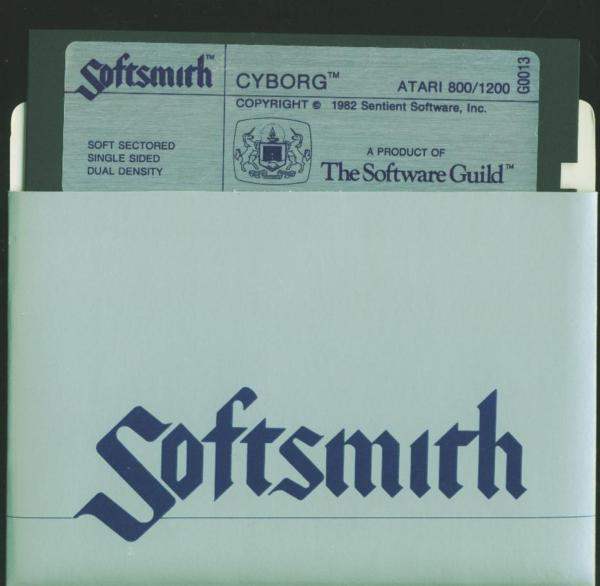 Softsmith™
CYBORG™
ATARI 800/1200
G0013
COPYRIGHT © 1982 Sentient Software, Inc.
SOFT SECTORED
SINGLE SIDED
DUAL DENSITY
A PRODUCT OF
The Software Guild™
Softsmith